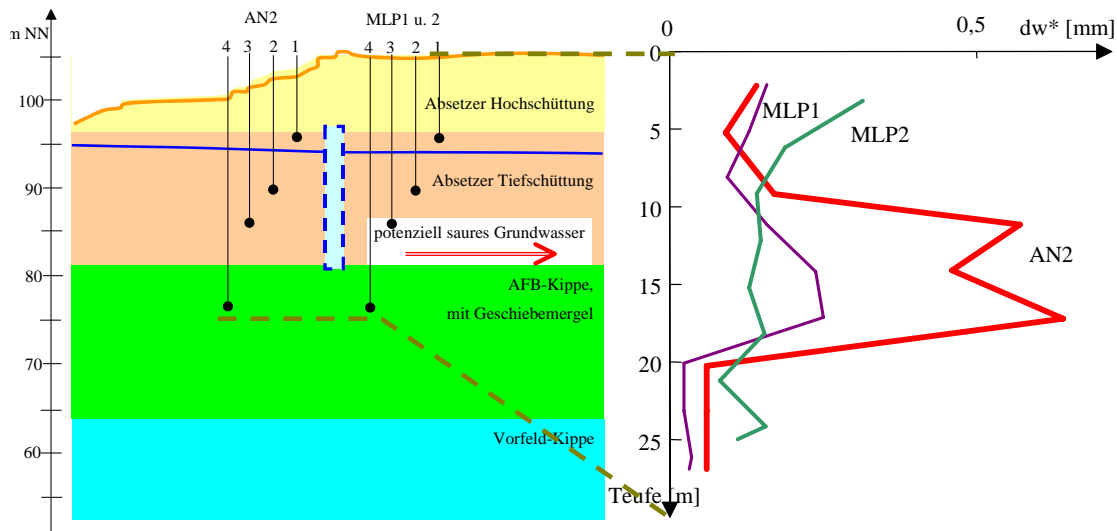 AN2
MLP1 u. 2
m NN
4 3 2 1
4 3 2 1
100
90
80
70
60
Absetzer Hochschüttung
Absetzer Tiefschüttung
potenziell saures Grundwasser
AFB-Kippe,
mit Geschiebemergel
Vorfeld-Kippe
0
0,5
dw* [mm]
0
5
10
15
20
25
MLP1
MLP2
AN2
Teufe [m]